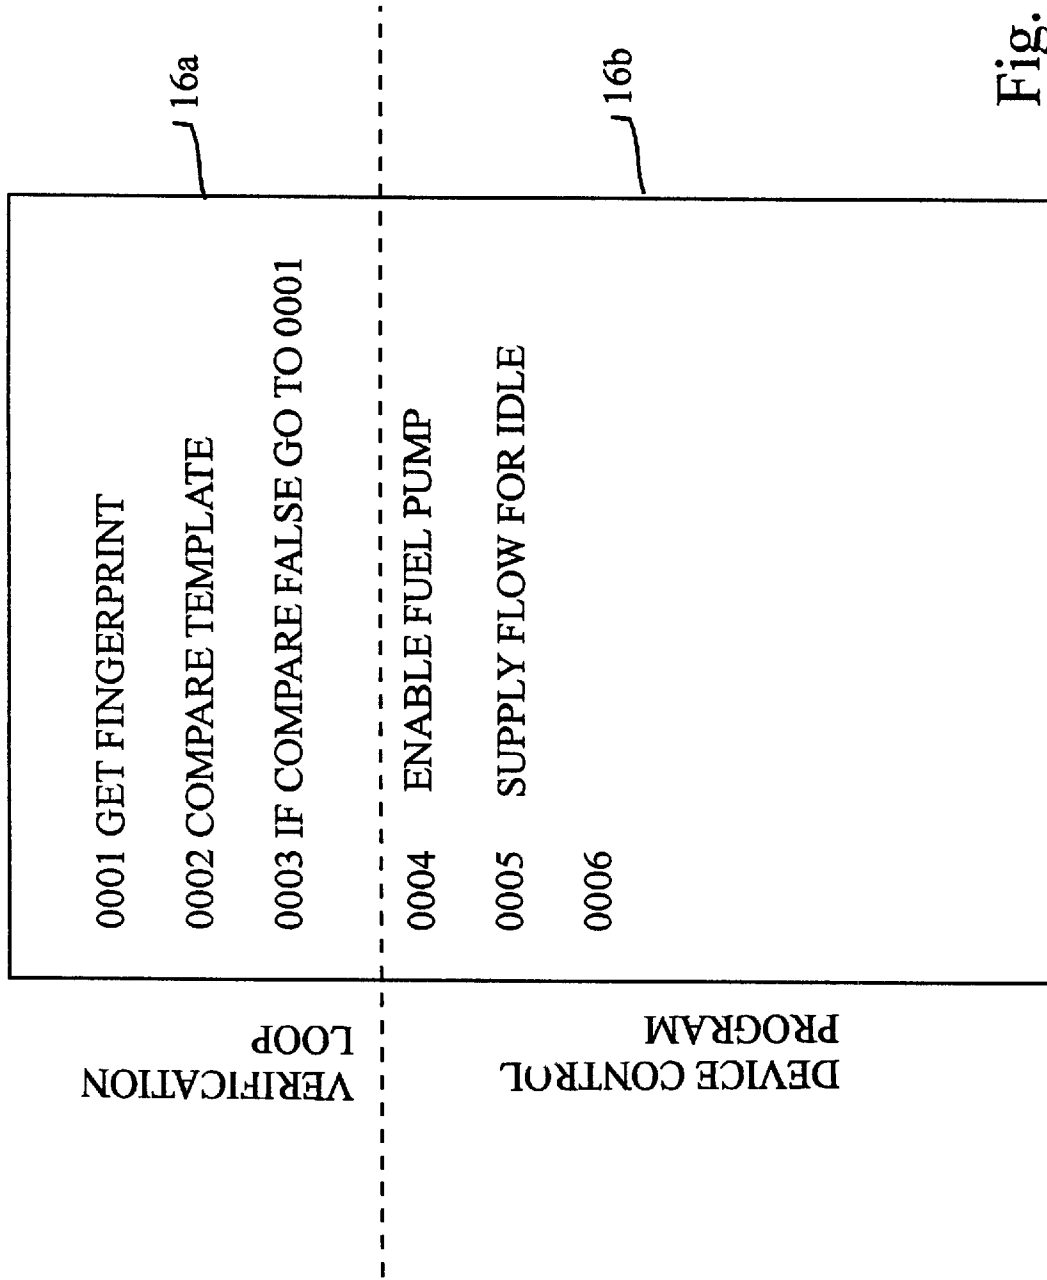 VERIFICATION
LOOP
0001 GET FINGERPRINT
0002 COMPARE TEMPLATE
0003 IF COMPARE FALSE GO TO 0001
16a
DEVICE CONTROL
PROGRAM
0004 ENABLE FUEL PUMP
0005 SUPPLY FLOW FOR IDLE
0006
16b
Fig.